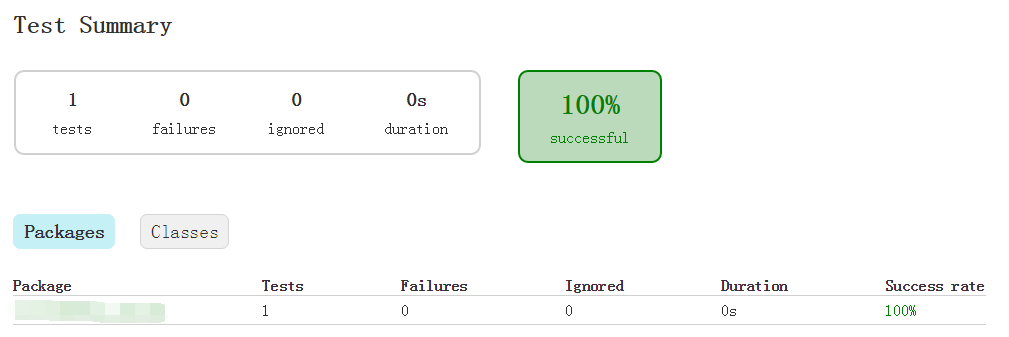 Test Summary
1 0 0 0s
tests failures ignored duration
100%
successful
Packages Classes
Package Tests Failures Ignored Duration Success rate
1 0 0 0s 100%